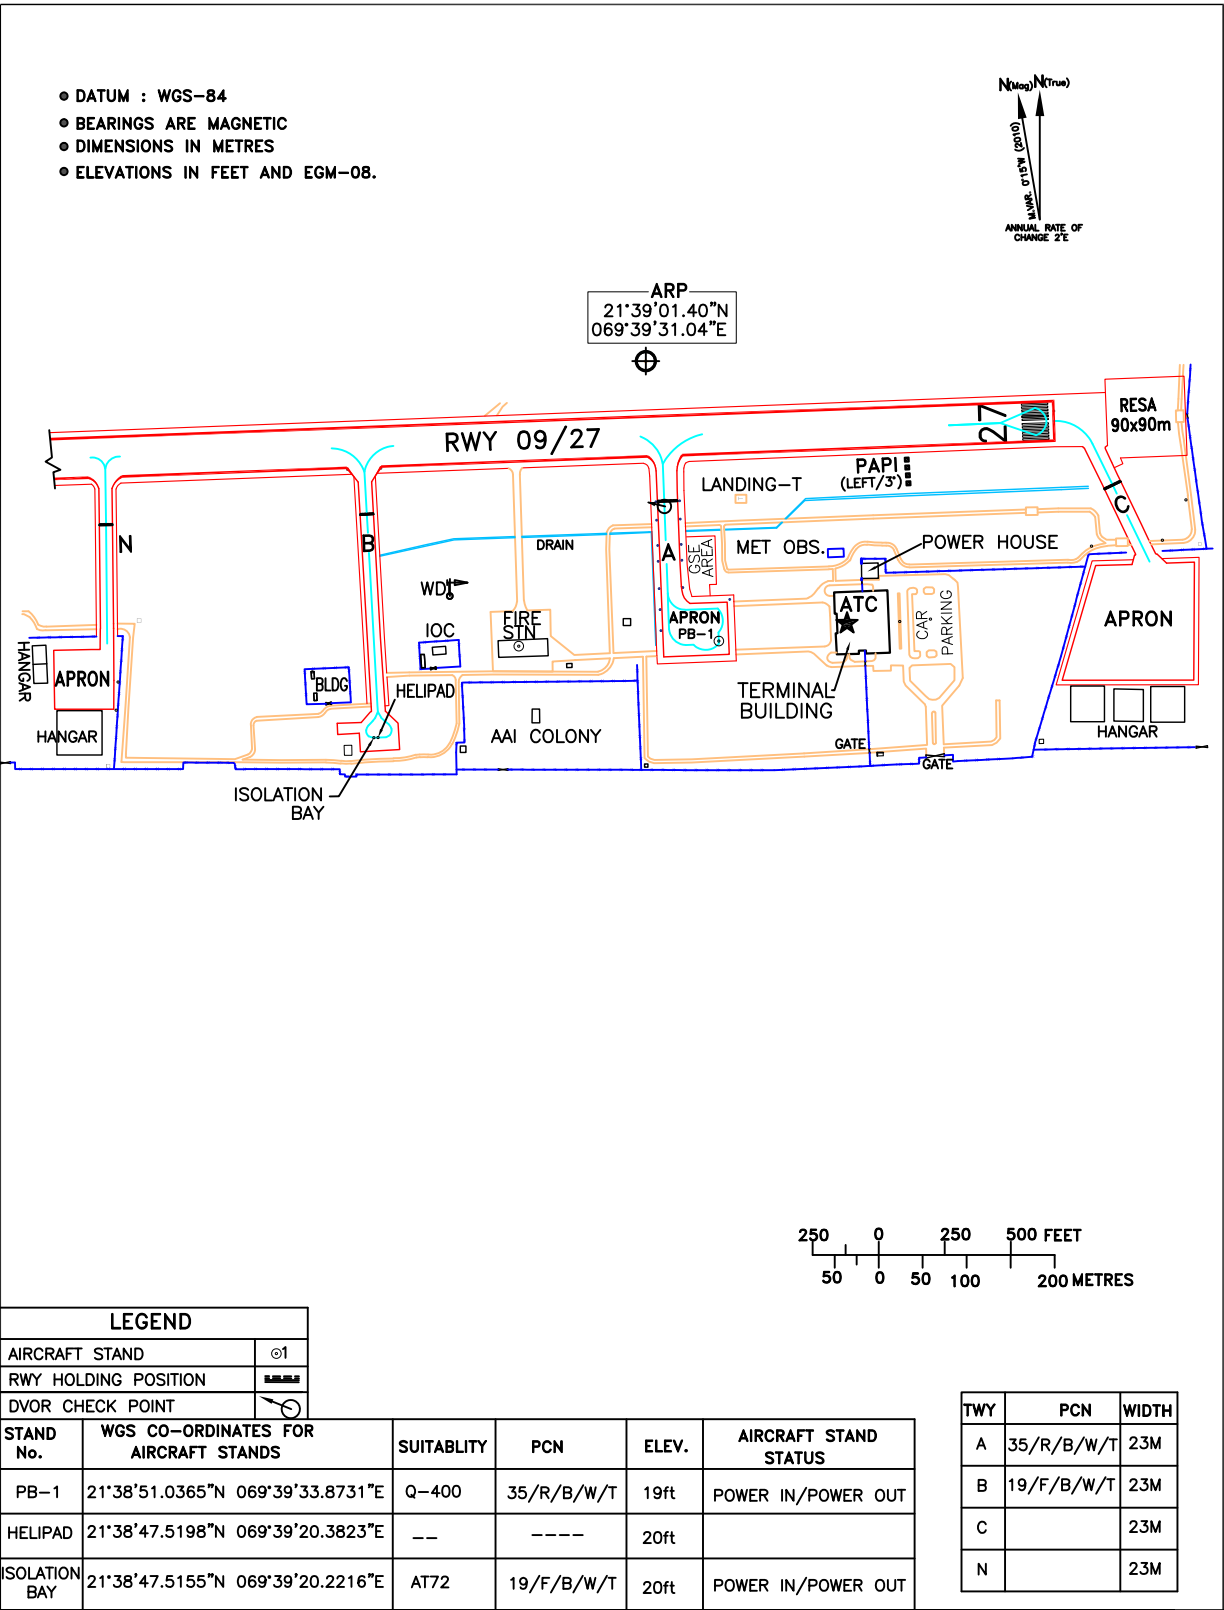 DATUM : WGS-84
BEARINGS ARE MAGNETIC
DIMENSIONS IN METRES
ELEVATIONS IN FEET AND EGM-08.
N(Mag) N(True)
M.VAR. 0°15'W (2010)
ANNUAL RATE OF
CHANGE 2'E
ARP
21°39'01.40"N
069°39'31.04"E
RESA
90x90m
27
RWY 09/27
PAPI
(LEFT/3°)
LANDING-T
C
N
B
DRAIN
A
GSE
AREA
MET OBS.
POWER HOUSE
WDI
IOC
FIRE
STN
APRON
PB-1
ATC
CAR
PARKING
APRON
HANGAR
APRON
BLDG
HELIPAD
TERMINAL
BUILDING
HANGAR
AAI COLONY
GATE
GATE
HANGAR
ISOLATION
BAY
250 0 250 500 FEET
50 0 50 100 200 METRES
LEGEND
AIRCRAFT STAND ⊙1
RWY HOLDING POSITION
DVOR CHECK POINT
STAND No. WGS CO-ORDINATES FOR AIRCRAFT STANDS SUITABLITY PCN ELEV. AIRCRAFT STAND STATUS
PB-1 21°38'51.0365"N 069°39'33.8731"E Q-400 35/R/B/W/T 19ft POWER IN/POWER OUT
HELIPAD 21°38'47.5198"N 069°39'20.3823"E -- ---- 20ft
ISOLATION BAY 21°38'47.5155"N 069°39'20.2216"E AT72 19/F/B/W/T 20ft POWER IN/POWER OUT
TWY PCN WIDTH
A 35/R/B/W/T 23M
B 19/F/B/W/T 23M
C 23M
N 23M